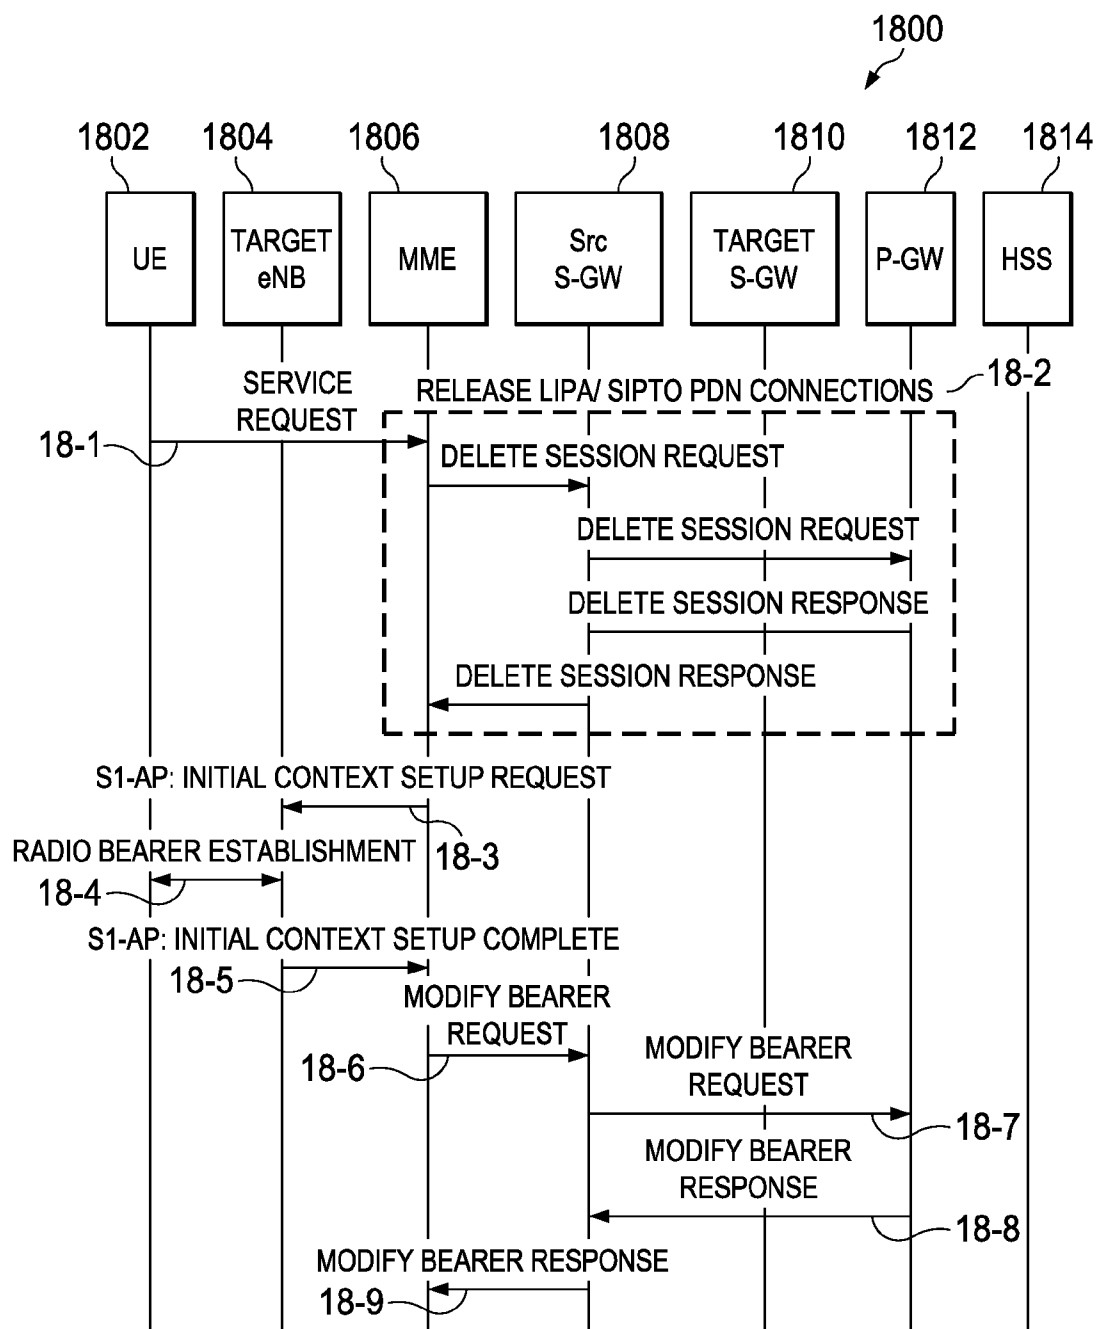 1800
1802
1804
1806
1808
1810
1812
1814
UE
TARGET
eNB
MME
Src
S-GW
TARGET
S-GW
P-GW
HSS
SERVICE
REQUEST
18-1
RELEASE LIPA/ SIPTO PDN CONNECTIONS
18-2
DELETE SESSION REQUEST
DELETE SESSION REQUEST
DELETE SESSION RESPONSE
DELETE SESSION RESPONSE
S1-AP: INITIAL CONTEXT SETUP REQUEST
18-3
RADIO BEARER ESTABLISHMENT
18-4
S1-AP: INITIAL CONTEXT SETUP COMPLETE
18-5
MODIFY BEARER
REQUEST
18-6
MODIFY BEARER
REQUEST
18-7
MODIFY BEARER
RESPONSE
18-8
MODIFY BEARER RESPONSE
18-9